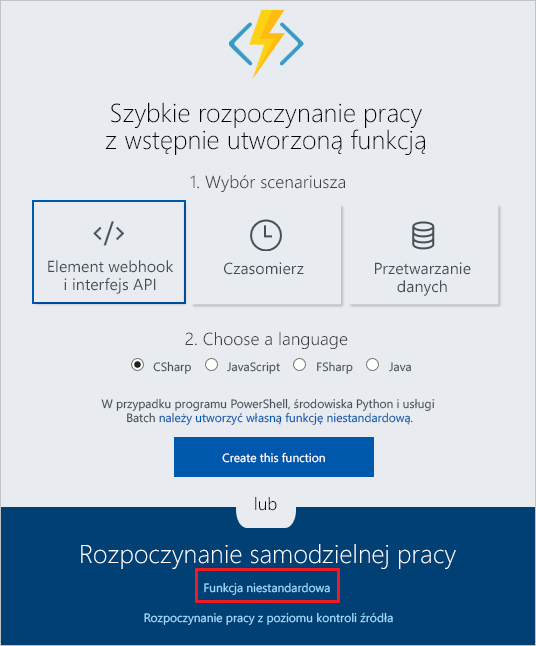 Szybkie rozpoczynanie pracy
z wstępnie utworzoną funkcją
1. Wybór scenariusza
Element webhook
i interfejs API
Czasomierz
Przetwarzanie
danych
2. Choose a language
CSharp JavaScript FSharp Java
W przypadku programu PowerShell, środowiska Python i usługi
Batch należy utworzyć własną funkcję niestandardową.
Create this function
lub
Rozpoczynanie samodzielnej pracy
Funkcja niestandardowa
Rozpoczynanie pracy z poziomu kontroli źródła